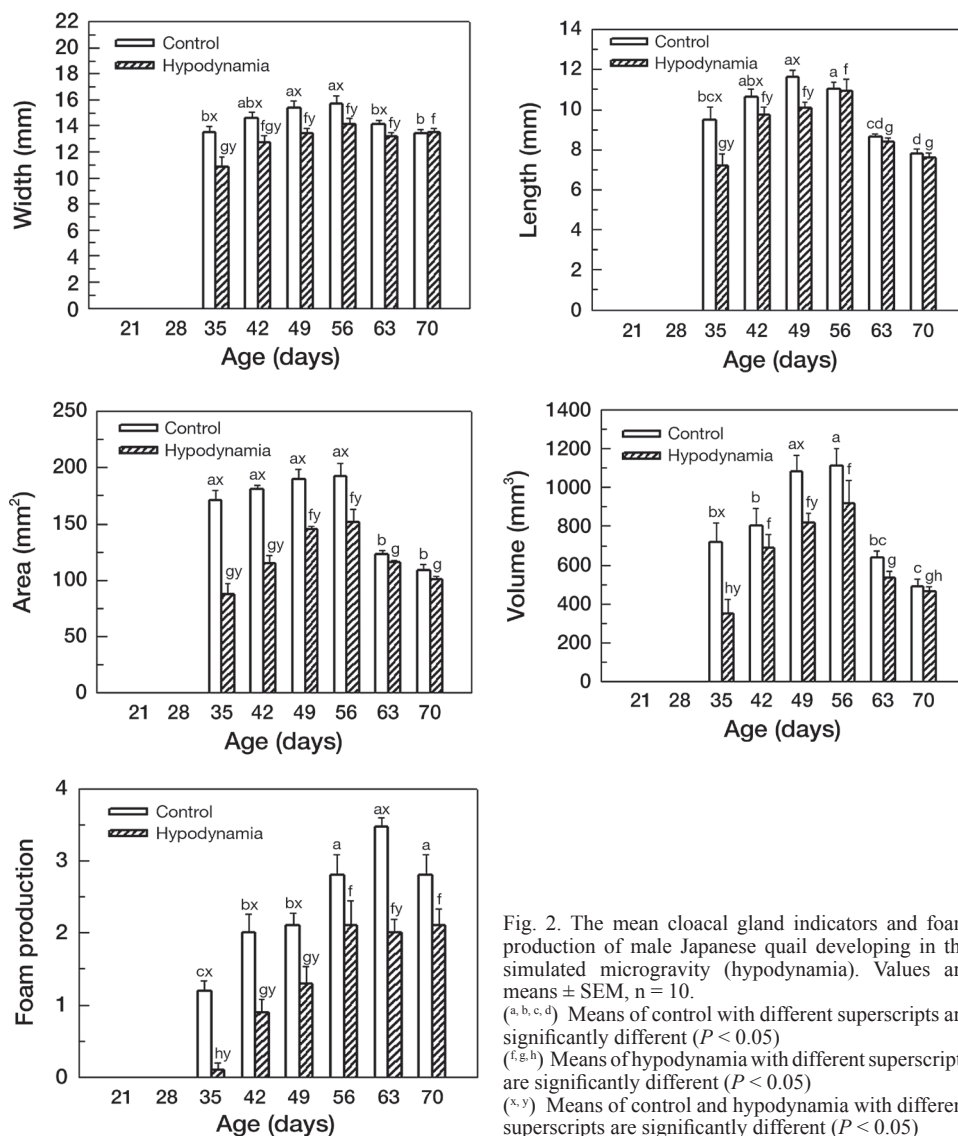 22
20
18
16
14
12
10
8
6
4
2
0
Width (mm)
Control
Hypodynamia
bx gy abx fgy ax fy ax fy bx fy b f
21 28 35 42 49 56 63 70
Age (days)
14
12
10
8
6
4
2
0
Length (mm)
Control
Hypodynamia
bcx gy abx fy ax fy a f cd g d g
21 28 35 42 49 56 63 70
Age (days)
250
200
150
100
50
0
Area (mm²)
Control
Hypodynamia
ax gy ax gy ax fy ax fy b g b g
21 28 35 42 49 56 63 70
Age (days)
1400
1200
1000
800
600
400
200
0
Volume (mm³)
Control
Hypodynamia
bx hy b f ax fy a f bc g c gh
21 28 35 42 49 56 63 70
Age (days)
4
3
2
1
0
Foam production
Control
Hypodynamia
cx hy bx gy bx gy a f ax fy a f
21 28 35 42 49 56 63 70
Age (days)
Fig. 2. The mean cloacal gland indicators and
production of male Japanese quail developing in th
simulated microgravity (hypodynamia). Values ar
means ± SEM, n = 10.
(a, b, c, d) Means of control with different superscripts ar
significantly different (P < 0.05)
(f, g, h) Means of hypodynamia with different superscript
are significantly different (P < 0.05)
(x, y) Means of control and hypodynamia with differen
superscripts are significantly different (P < 0.05)